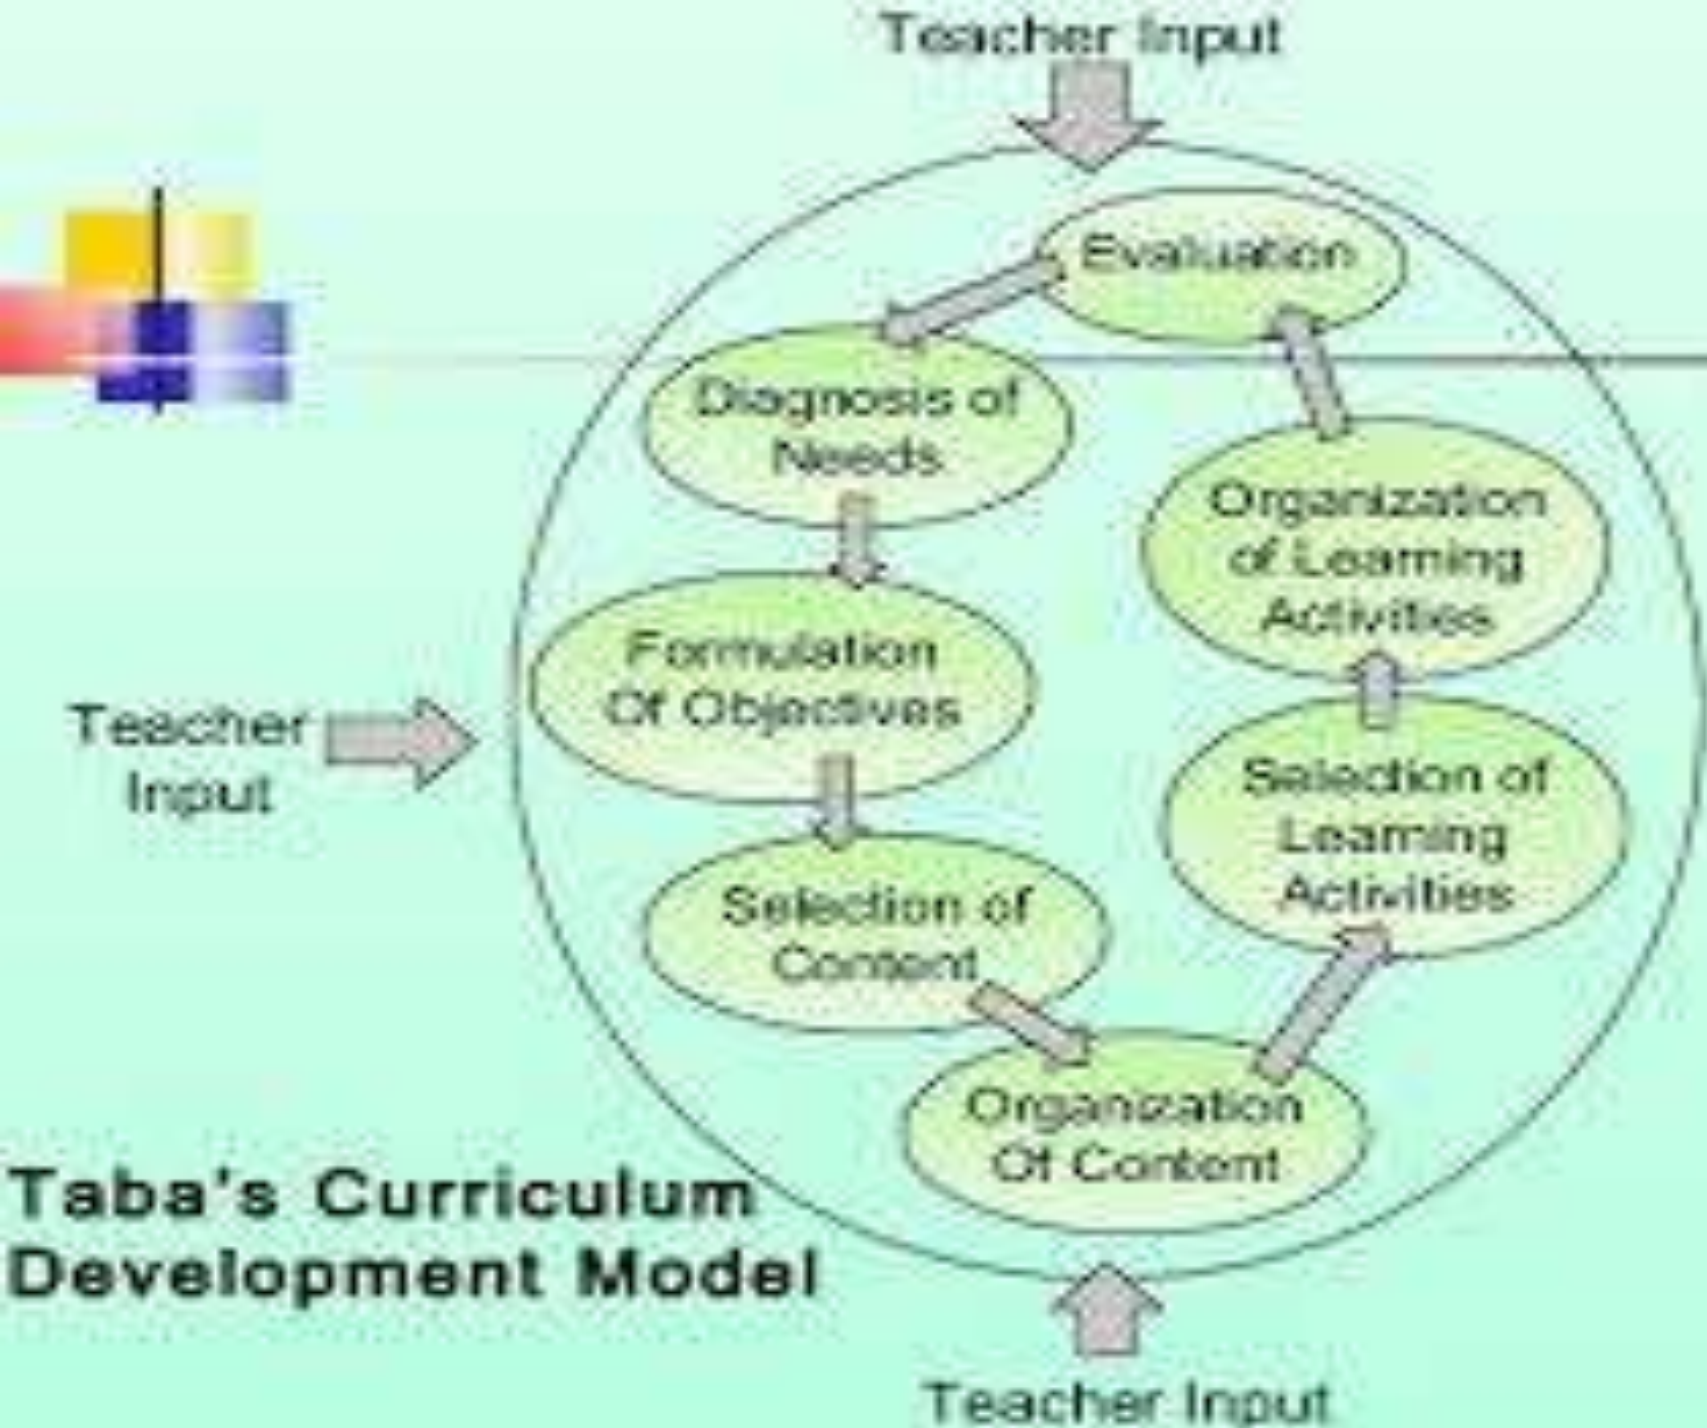 Teacher Input
Evaluation
Diagnosis of
Needs
Organization
of Learning
Activities
Formulation
Of Objectives
Teacher
Input
Selection of
Learning
Activities
Selection of
Content
Organization
Of Content
Taba's Curriculum
Development Model
Teacher Input